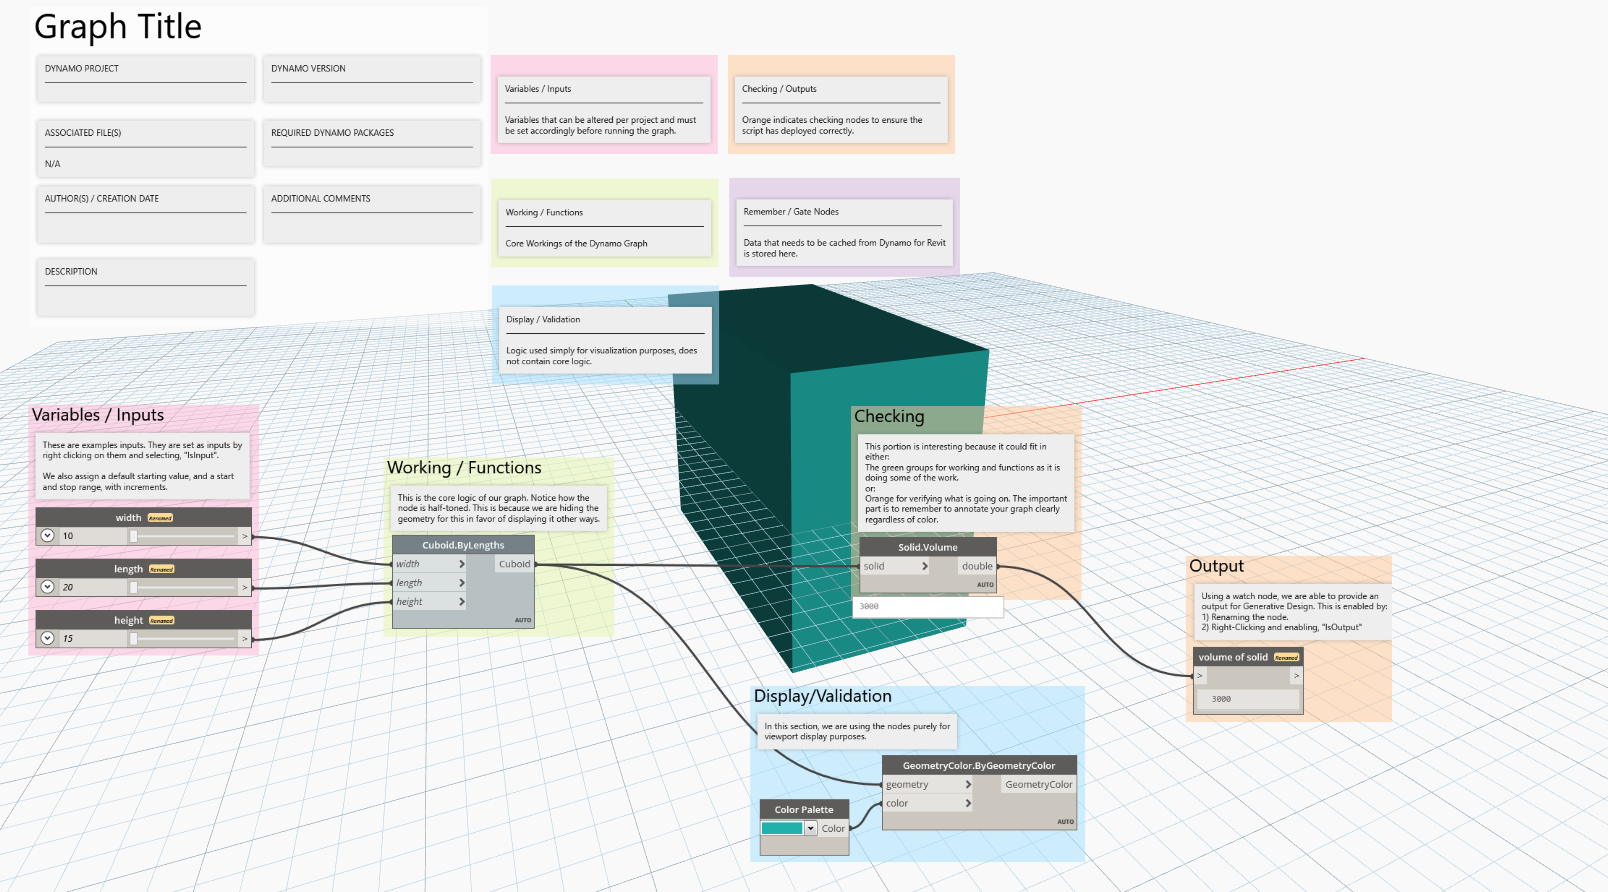 Graph Title
DYNAMO PROJECT
DYNAMO VERSION
ASSOCIATED FILE(S)
N/A
REQUIRED DYNAMO PACKAGES
AUTHOR(S) / CREATION DATE
ADDITIONAL COMMENTS
DESCRIPTION
Variables / Inputs
Variables that can be altered per project and must
be set accordingly before running the graph.
Checking / Outputs
Orange indicates checking nodes to ensure the
script has deployed correctly.
Working / Functions
Core Workings of the Dynamo Graph
Remember / Gate Nodes
Data that needs to be cached from Dynamo for Revit
is stored here.
Display / Validation
Logic used simply for visualization purposes, does
not contain core logic.
Variables / Inputs
These are examples inputs. They are set as inputs by
right clicking on them and selecting, "IsInput".
We also assign a default starting value, and a start
and stop range, with increments.
width Renamed
10 >
length Renamed
20 >
height Renamed
15 >
Working / Functions
This is the core logic of our graph. Notice how the
node is half-toned. This is because we are hiding the
geometry for this in favor of displaying it other ways.
Cuboid.ByLengths
width > Cuboid
length >
height >
AUTO
Checking
This portion is interesting because it could fit in
either:
The green groups for working and functions as it is
doing some of the work.
or:
Orange for verifying what is going on. The important
part is to remember to annotate your graph clearly
regardless of color.
Solid.Volume
solid > double
AUTO
3000
Output
Using a watch node, we are able to provide an
output for Generative Design. This is enabled by:
1) Renaming the node.
2) Right-Clicking and enabling, "IsOutput"
volume of solid Renamed
> >
3000
Display/Validation
In this section, we are using the nodes purely for
viewport display purposes.
GeometryColor.ByGeometryColor
geometry > GeometryColor
color >
AUTO
Color Palette
Color